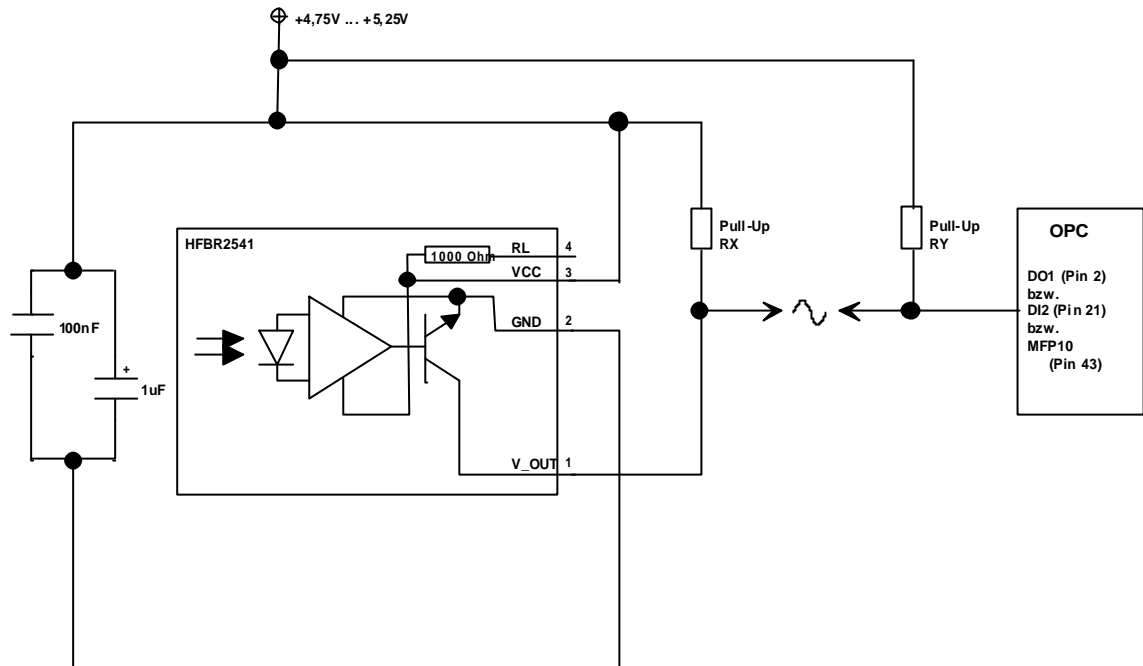 +4,75V ... +5,25V
HFBR2541
1000 Ohm
RL
4
VCC
3
GND
2
V_OUT
1
100nF
+
1uF
Pull-Up
RX
Pull-Up
RY
OPC
DO1 (Pin 2)
bzw.
DI2 (Pin 21)
bzw.
MFP10
(Pin 43)